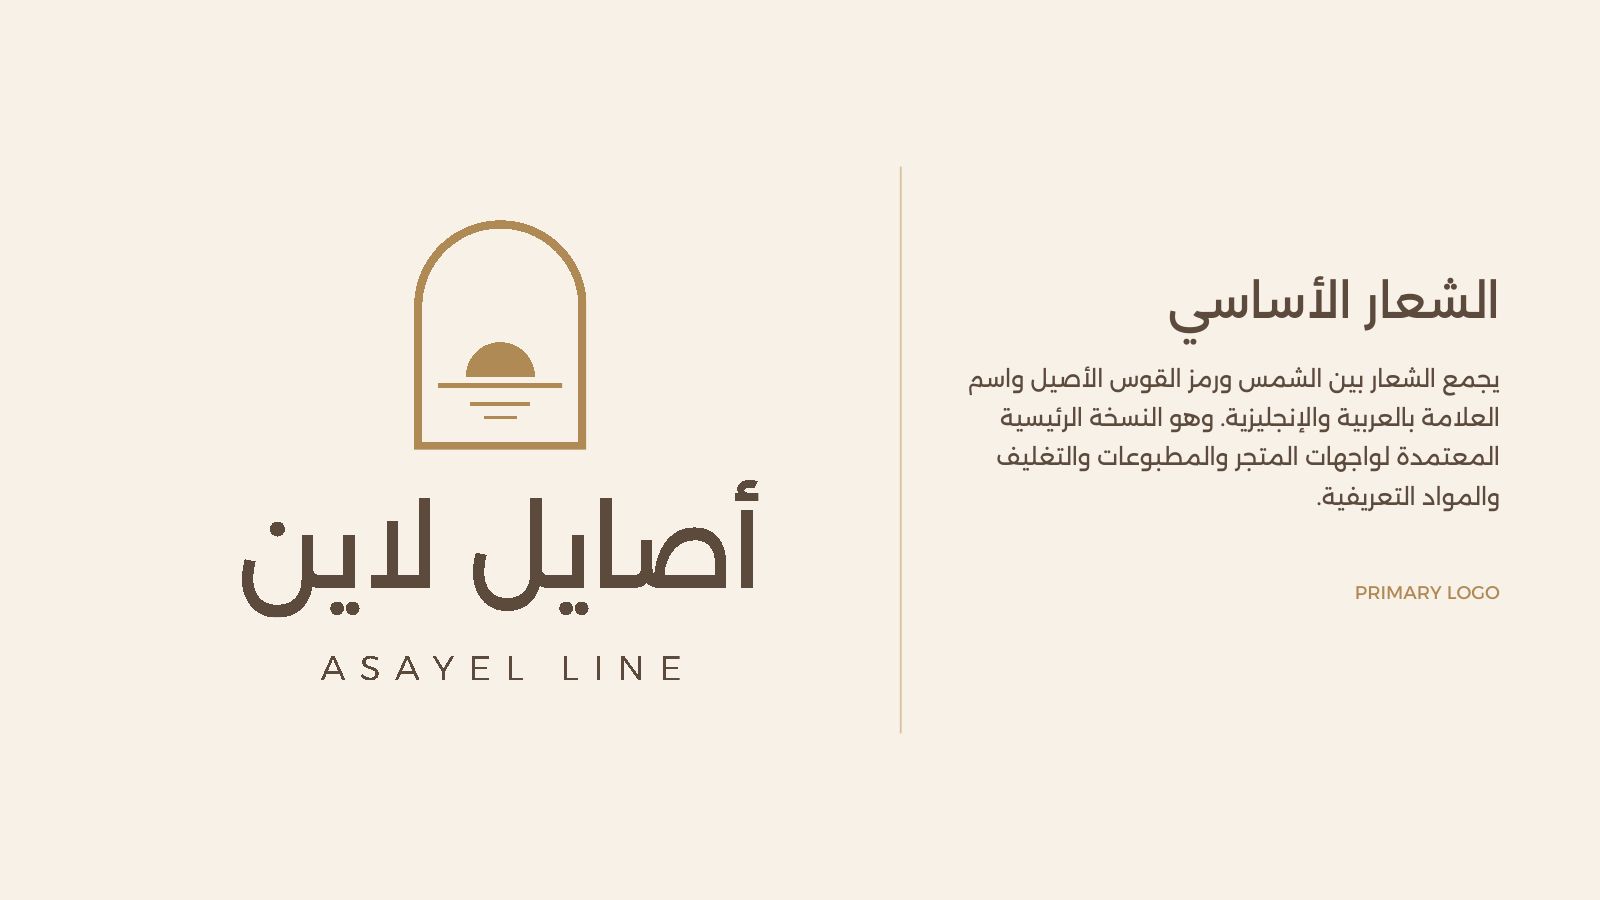 أصايل لاين
ASAYEL LINE
الشعار الأساسي
يجمع الشعار بين الشمس ورمز القوس الأصيل واسم
العلامة بالعربية والإنجليزية. وهو النسخة الرئيسية
المعتمدة لواجهات المتجر والمطبوعات والتغليف
والمواد التعريفية.
PRIMARY LOGO